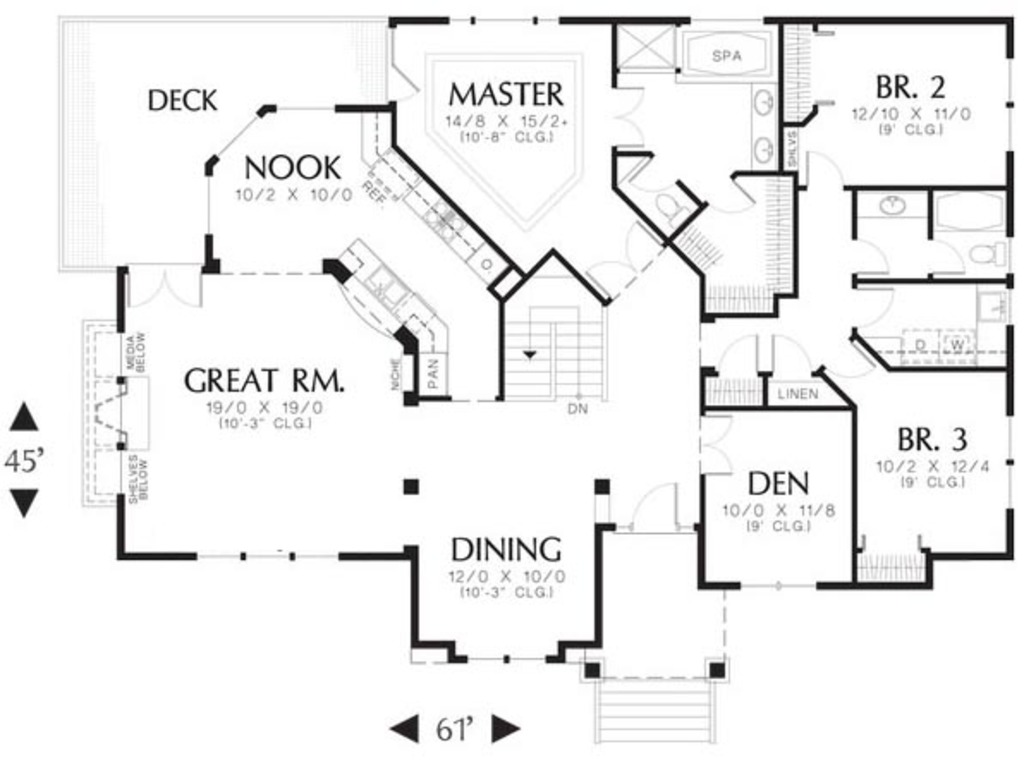 SPA
DECK
MASTER
14/8 X 15/2+
(10'-8" CLG.)
BR. 2
12/10 X 11/0
(9' CLG.)
SHLVS
NOOK
10/2 X 10/0
REF.
MEDIA
BELOW
NICHE
PAN
D
W
GREAT RM.
19/0 X 19/0
(10'-3" CLG.)
DN
LINEN
45'
SHELVES
BELOW
BR. 3
10/2 X 12/4
(9' CLG.)
DEN
10/0 X 11/8
(9' CLG.)
DINING
12/0 X 10/0
(10'-3" CLG.)
61'